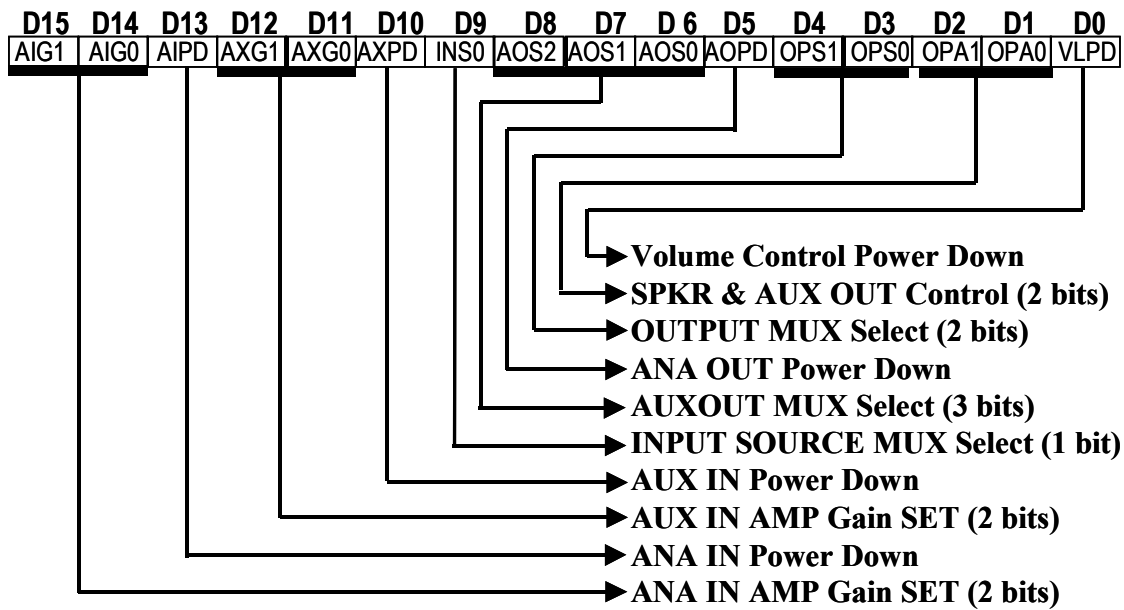 D15 D14 D13 D12 D11 D10 D9 D8 D7 D 6 D5 D4 D3 D2 D1 D0
AIG1 AIG0 AIPD AXG1 AXG0 AXPD INS0 AOS2 AOS1 AOS0 AOPD OPS1 OPS0 OPA1 OPA0 VLPD
Volume Control Power Down
SPKR & AUX OUT Control (2 bits)
OUTPUT MUX Select (2 bits)
ANA OUT Power Down
AUXOUT MUX Select (3 bits)
INPUT SOURCE MUX Select (1 bit)
AUX IN Power Down
AUX IN AMP Gain SET (2 bits)
ANA IN Power Down
ANA IN AMP Gain SET (2 bits)